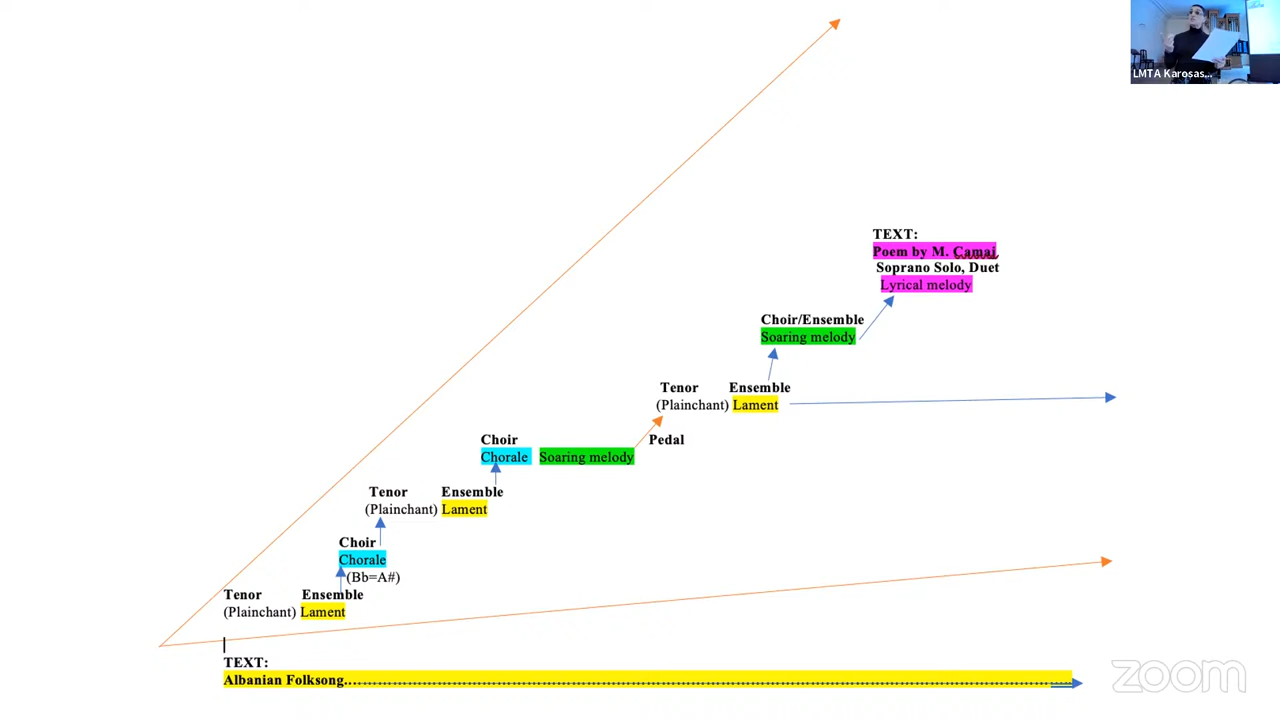 LMTA Karosas...
TEXT:
Poem by M. Camaj
Soprano Solo, Duet
Lyrical melody
Choir/Ensemble
Soaring melody
Tenor Ensemble
(Plainchant) Lament
Choir Pedal
Chorale Soaring melody
Tenor Ensemble
(Plainchant) Lament
Choir
Chorale
(Bb=A#)
Tenor Ensemble
(Plainchant) Lament
TEXT:
Albanian Folksong...
zoom